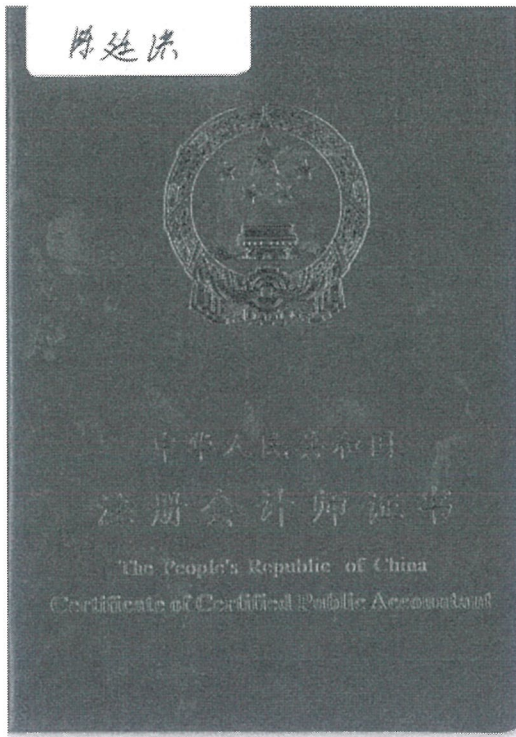 陈廷洪
中华人民共和国
注册会计师证书
The People's Republic of China
Certificate of Certified Public Accountant